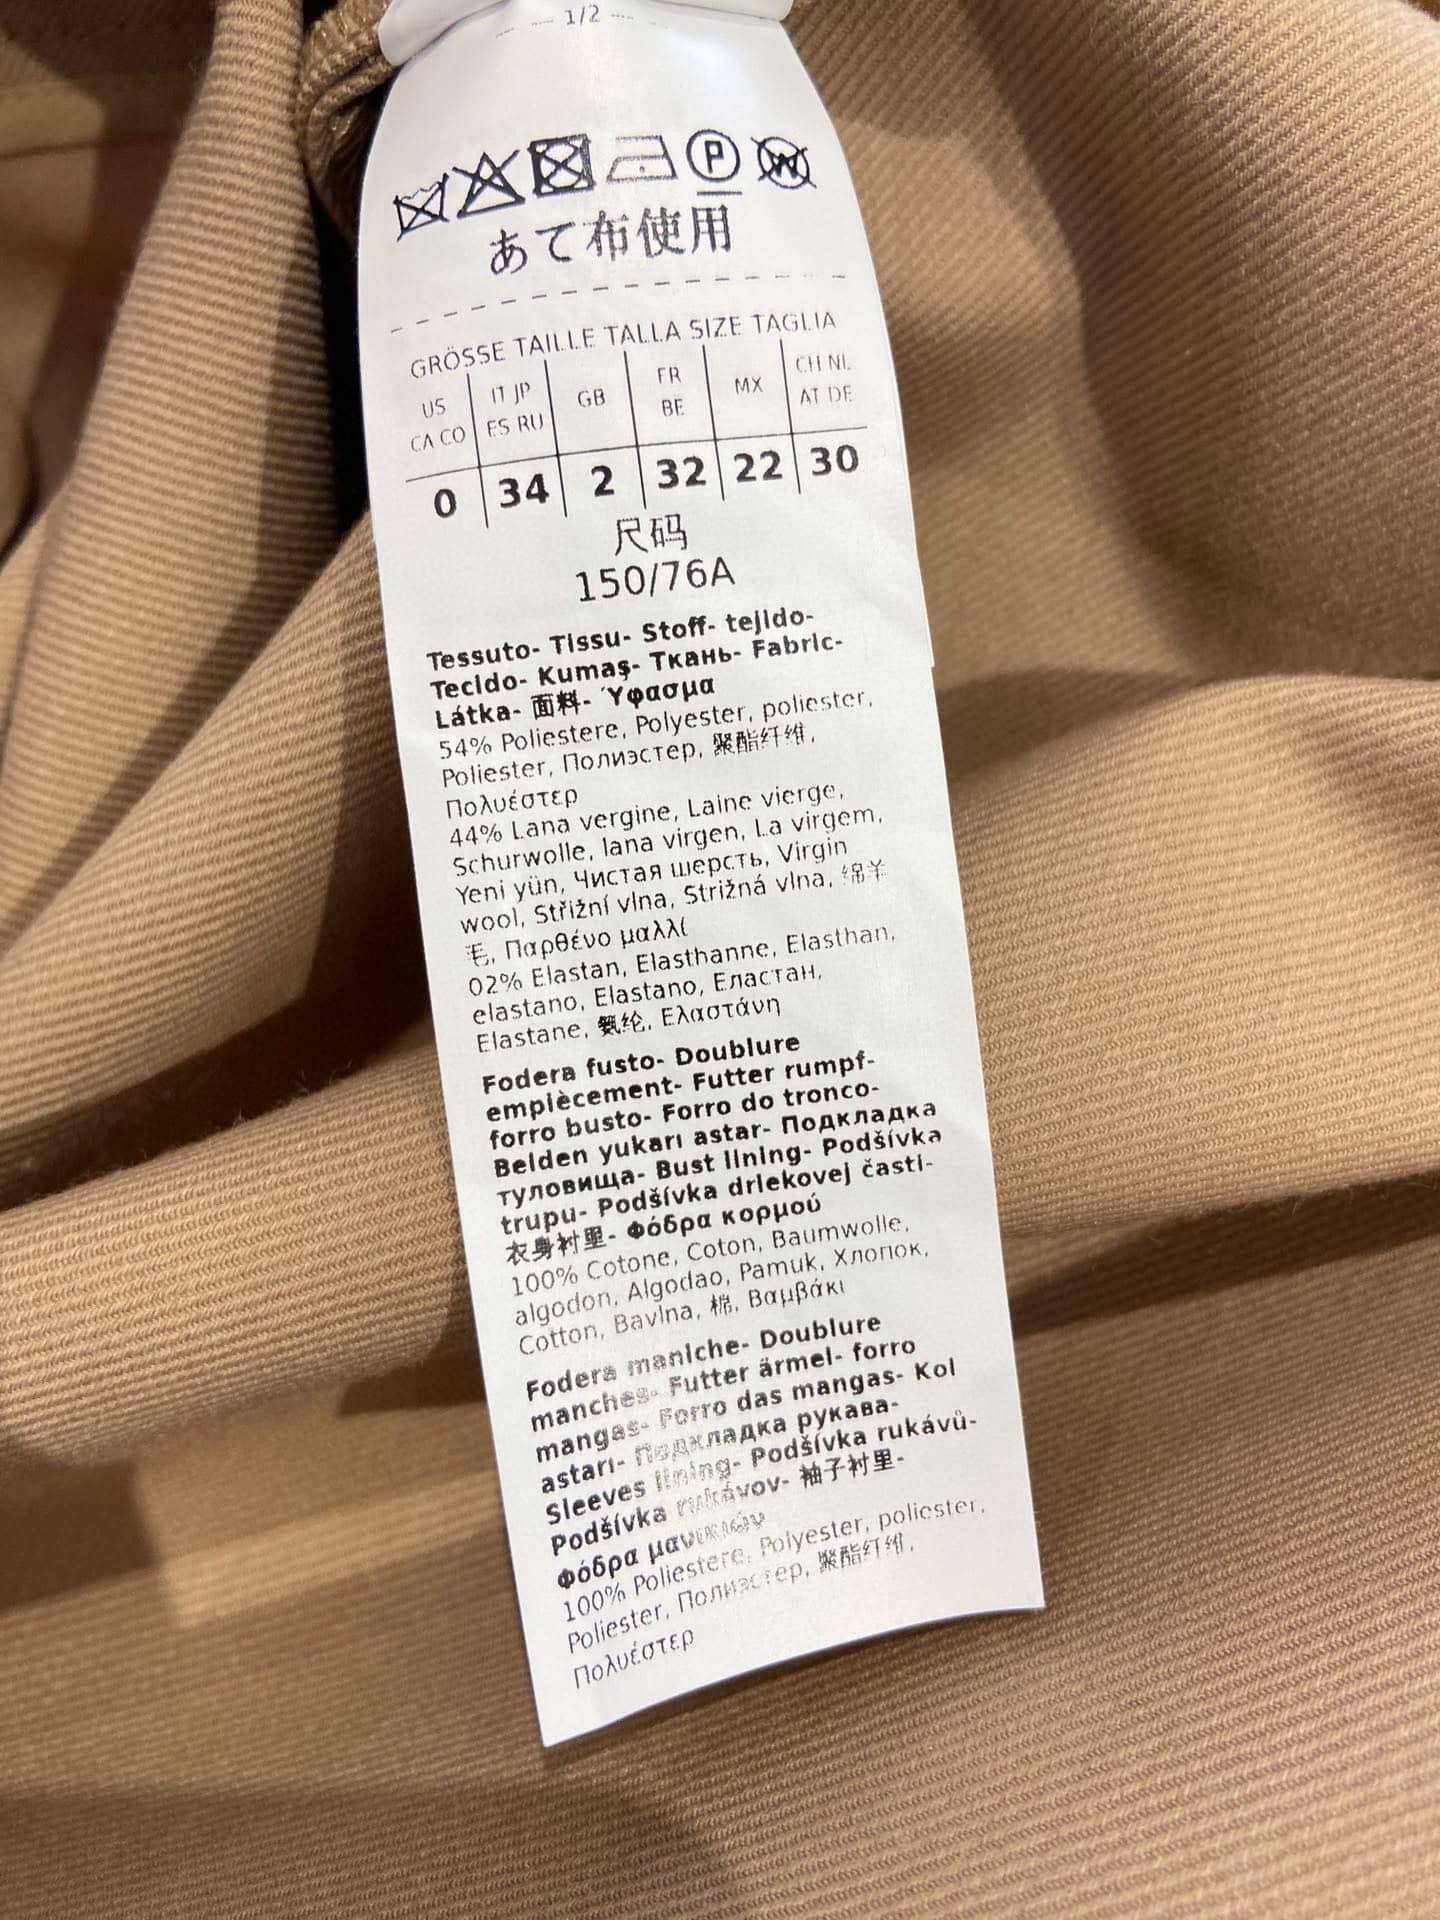 1/2
P W
あて布使用
GRÖSSE TAILLE TALLA SIZE TAGLIA
US CA CO IT JP ES RU GB FR BE MX CH NL AT DE
0 34 2 32 22 30
尺码
150/76A
Tessuto- Tissu- Stoff- tejido-
Tecido- Kumaş- Ткань- Fabric-
Látka- 面料- Ύφασμα
54% Poliestere, Polyester, poliester,
Poliester, Полиэстер, 聚酯纤维,
Πολυέστερ
44% Lana vergine, Laine vierge,
Schurwolle, lana virgen, La virgem,
Yeni yün, Чистая шерсть, Virgin
wool, Střižní vlna, Strižná vlna, 绵羊
毛, Παρθένο μαλλί
02% Elastan, Elasthanne, Elasthan,
elastano, Elastano, Еластан,
Elastane, 氨纶, Ελαστάνη
Fodera fusto- Doublure
emplècement- Futter rumpf-
forro busto- Forro do tronco-
Beiden yukarı astar- Подкладка
туловища- Bust lining- Podšívka
trupu- Podšívka driekovej časti-
衣身衬里- Φόδρα κορμού
100% Cotone, Coton, Baumwolle,
algodon, Algodao, Pamuk, Хлопок,
Cotton, Bavlna, 棉, Βαμβάκι
Fodera maniche- Doublure
manches- Futter ärmel- forro
mangas- Forro das mangas- Kol
astarı- Подкладка рукава-
Sleeves lining- Podšívka rukávů-
Podšívka rukávov- 袖子衬里-
Φόδρα μανικιών
100% Poliestere, Polyester, poliester,
Poliester, Полиэстер, 聚酯纤维,
Πολυέστερ